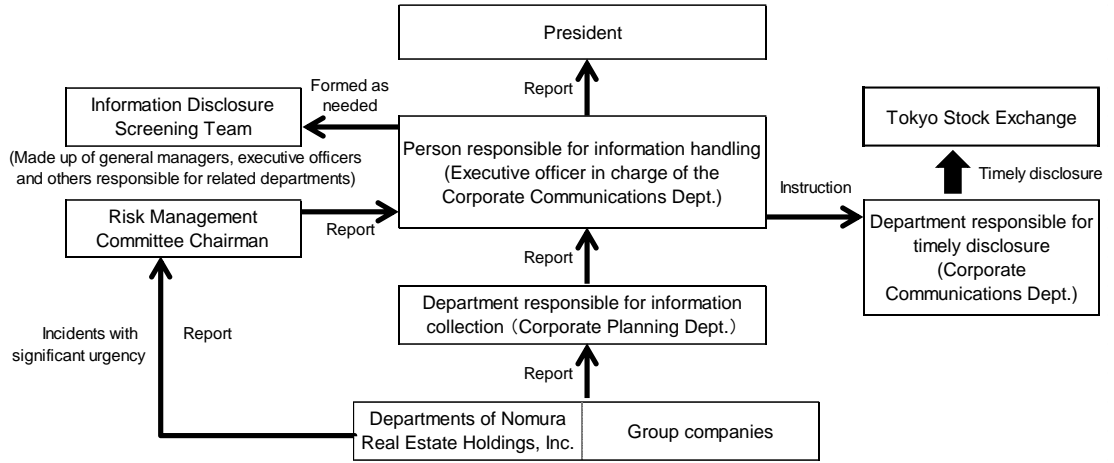 President
Report
Formed as
needed
Information Disclosure
Screening Team
(Made up of general managers, executive officers
and others responsible for related departments)
Person responsible for information handling
(Executive officer in charge of the
Corporate Communications Dept.)
Tokyo Stock Exchange
Timely disclosure
Instruction
Risk Management
Committee Chairman
Report
Department responsible for
timely disclosure
(Corporate
Communications Dept.)
Report
Department responsible for information
collection（Corporate Planning Dept.）
Incidents with
significant urgency
Report
Report
Departments of Nomura
Real Estate Holdings, Inc.
Group companies